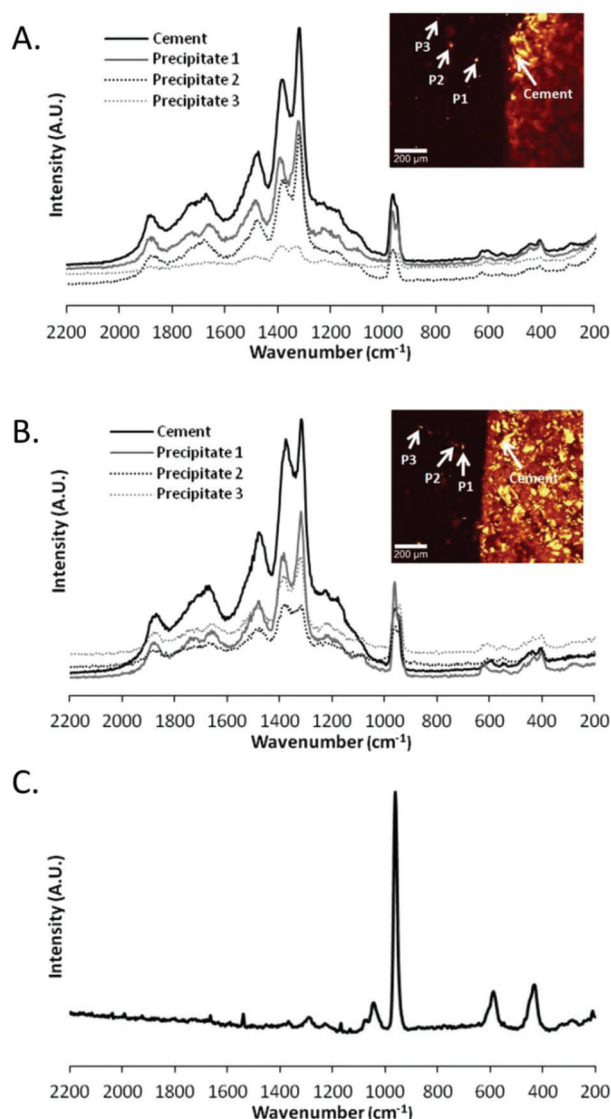 A.
Intensity (A.U.)
Cement
Precipitate 1
Precipitate 2
Precipitate 3
P3
P2
P1
Cement
200 µm
2200 2000 1800 1600 1400 1200 1000 800 600 400 200
Wavenumber (cm⁻¹)
B.
Intensity (A.U.)
Cement
Precipitate 1
Precipitate 2
Precipitate 3
P3
P2
P1
Cement
200 µm
2200 2000 1800 1600 1400 1200 1000 800 600 400 200
Wavenumber (cm⁻¹)
C.
Intensity (A.U.)
2200 2000 1800 1600 1400 1200 1000 800 600 400 200
Wavenumber (cm⁻¹)